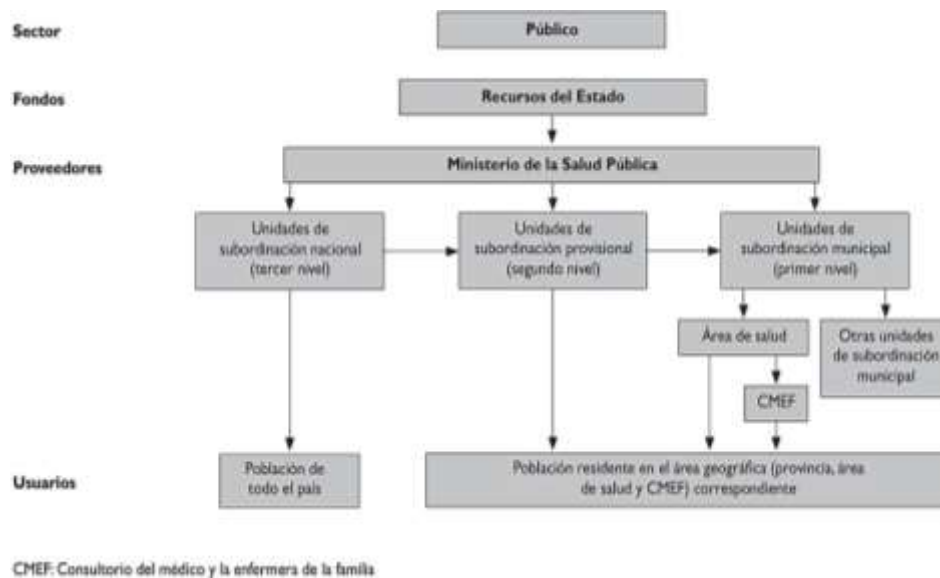 Sector
Público
Fondos
Recursos del Estado
Proveedores
Ministerio de la Salud Pública
Unidades de
subordinación nacional
(tercer nivel)
Unidades de
subordinación provisional
(segundo nivel)
Unidades de
subordinación municipal
(primer nivel)
Área de salud
Otras unidades
de subordinación
municipal
CMEF
Usuarios
Población de
todo el país
Población residente en el área geográfica (provincia, área
de salud y CMEF) correspondiente
CMEF: Consultorio del médico y la enfermera de la familia